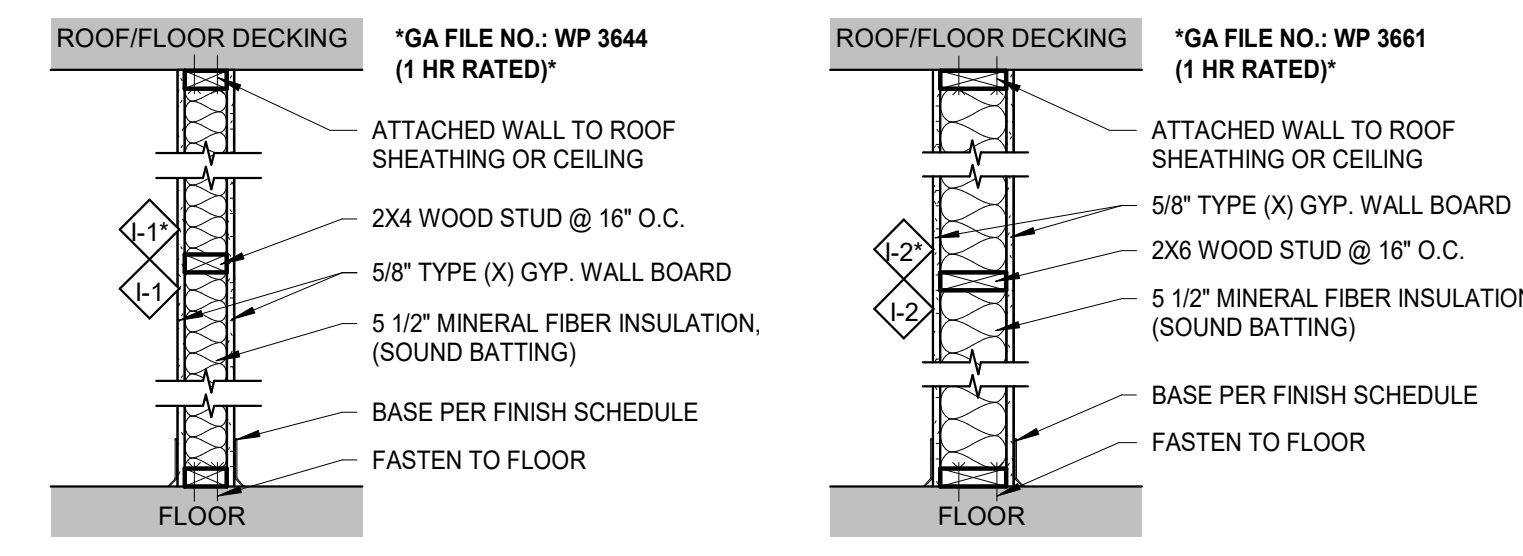 ROOF/FLOOR DECKING
*GA FILE NO.: WP 3644
(1 HR RATED)*
ATTACHED WALL TO ROOF
SHEATHING OR CEILING
2X4 WOOD STUD @ 16" O.C.
I-1*
I-1
5/8" TYPE (X) GYP. WALL BOARD
5 1/2" MINERAL FIBER INSULATION,
(SOUND BATTING)
BASE PER FINISH SCHEDULE
FASTEN TO FLOOR
FLOOR
ROOF/FLOOR DECKING
*GA FILE NO.: WP 3661
(1 HR RATED)*
ATTACHED WALL TO ROOF
SHEATHING OR CEILING
5/8" TYPE (X) GYP. WALL BOARD
I-2*
I-2
2X6 WOOD STUD @ 16" O.C.
5 1/2" MINERAL FIBER INSULATION
(SOUND BATTING)
BASE PER FINISH SCHEDULE
FASTEN TO FLOOR
FLOOR